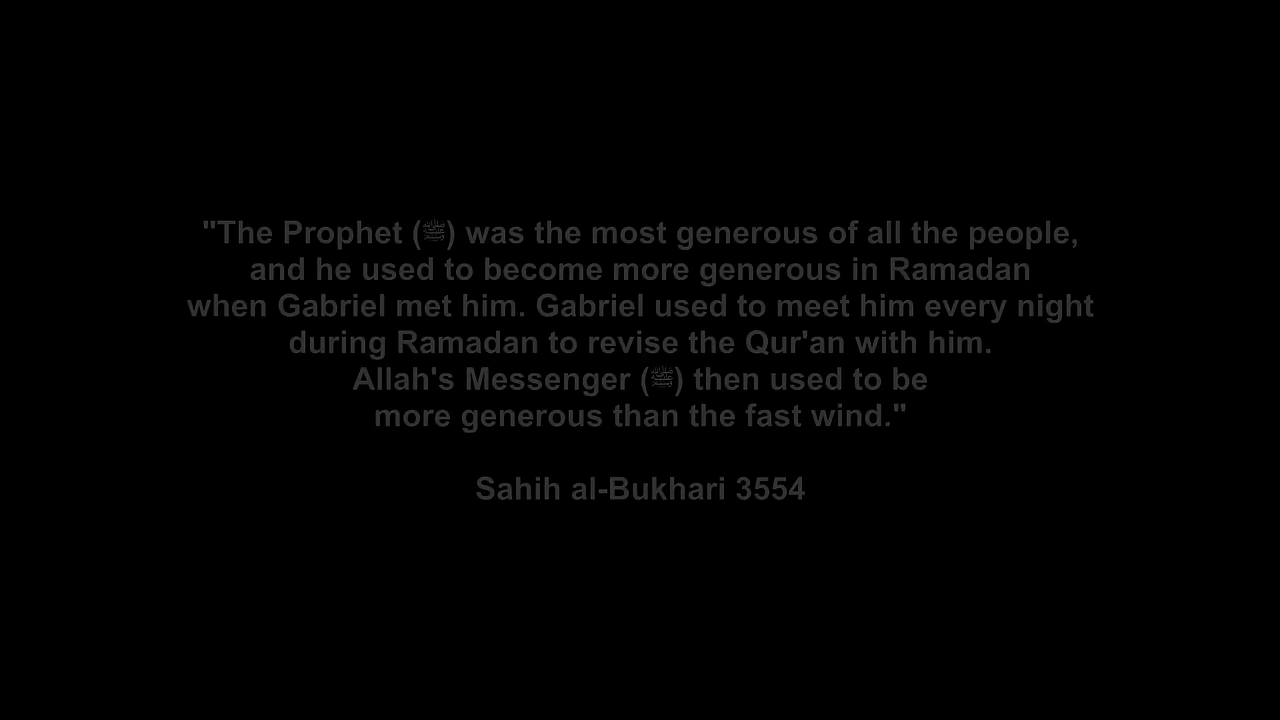 "The Prophet (ﷺ) was the most generous of all the people,
and he used to become more generous in Ramadan
when Gabriel met him. Gabriel used to meet him every night
during Ramadan to revise the Qur'an with him.
Allah's Messenger (ﷺ) then used to be
more generous than the fast wind."
Sahih al-Bukhari 3554